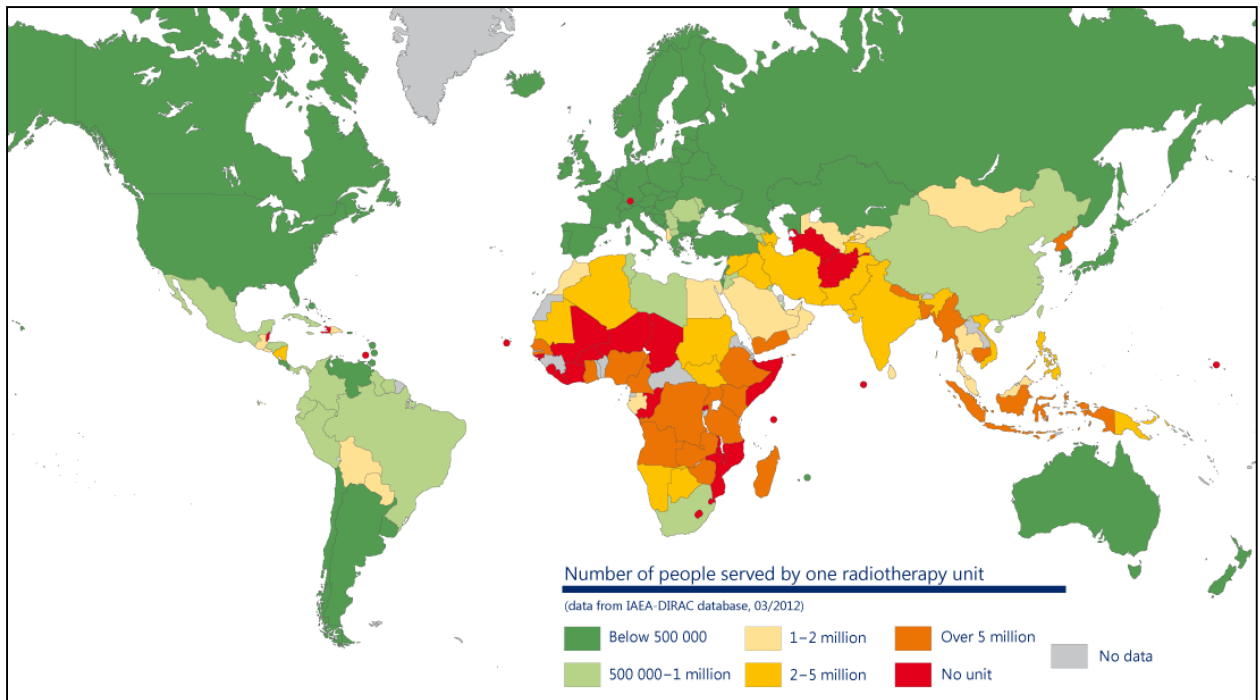 Number of people served by one radiotherapy unit
(data from IAEA-DIRAC database, 03/2012)
Below 500 000
1–2 million
Over 5 million
No data
500 000–1 million
2–5 million
No unit